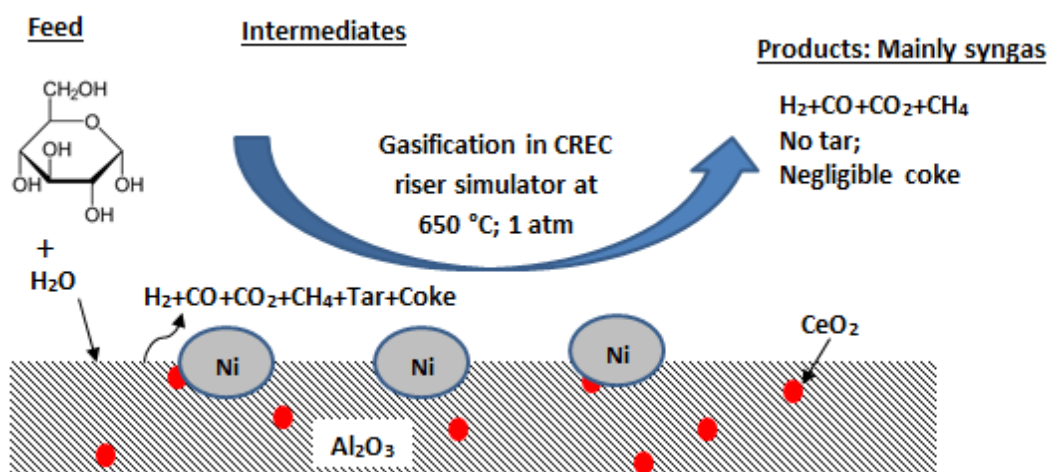 Feed
Intermediates
Products: Mainly syngas
CH₂OH
O
OH
OH
OH
OH
+
H₂O
Gasification in CREC
riser simulator at
650 °C; 1 atm
H₂+CO+CO₂+CH₄
No tar;
Negligible coke
H₂+CO+CO₂+CH₄+Tar+Coke
CeO₂
Ni
Ni
Ni
Al₂O₃